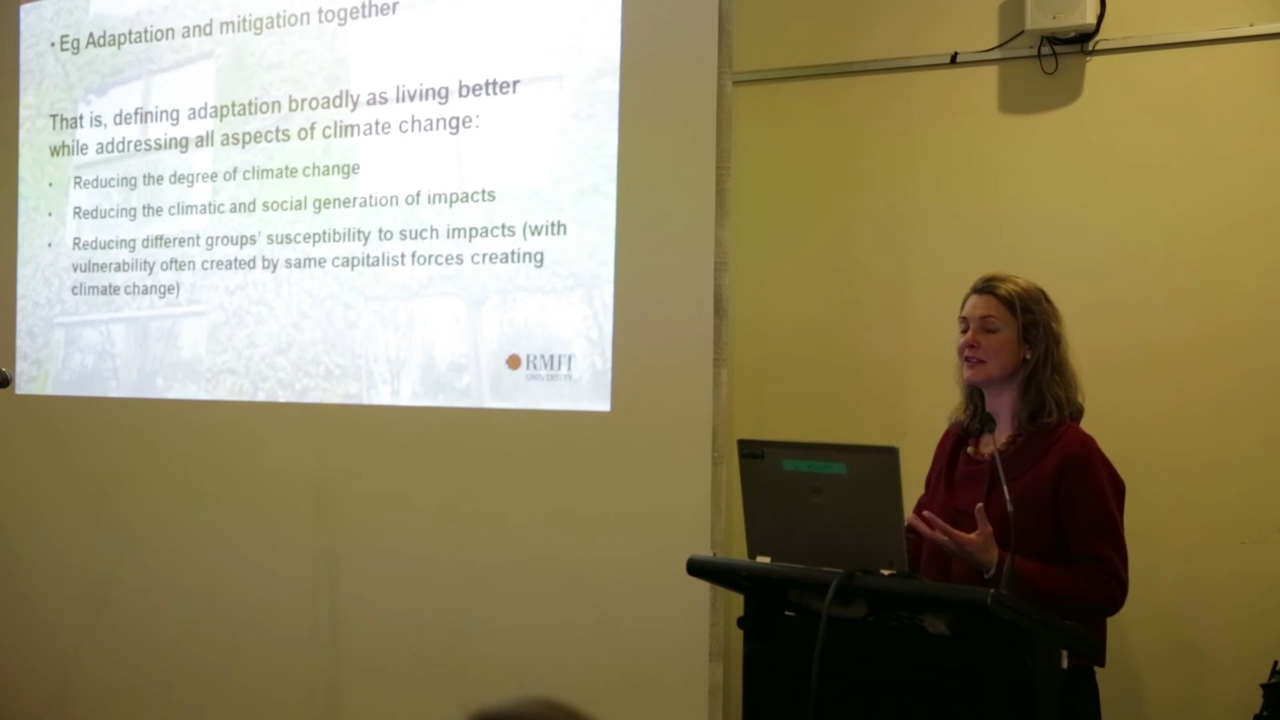 • Eg Adaptation and mitigation together
That is, defining adaptation broadly as living better
while addressing all aspects of climate change:
• Reducing the degree of climate change
• Reducing the climatic and social generation of impacts
• Reducing different groups' susceptibility to such impacts (with
vulnerability often created by same capitalist forces creating
climate change)
RMIT
UNIVERSITY